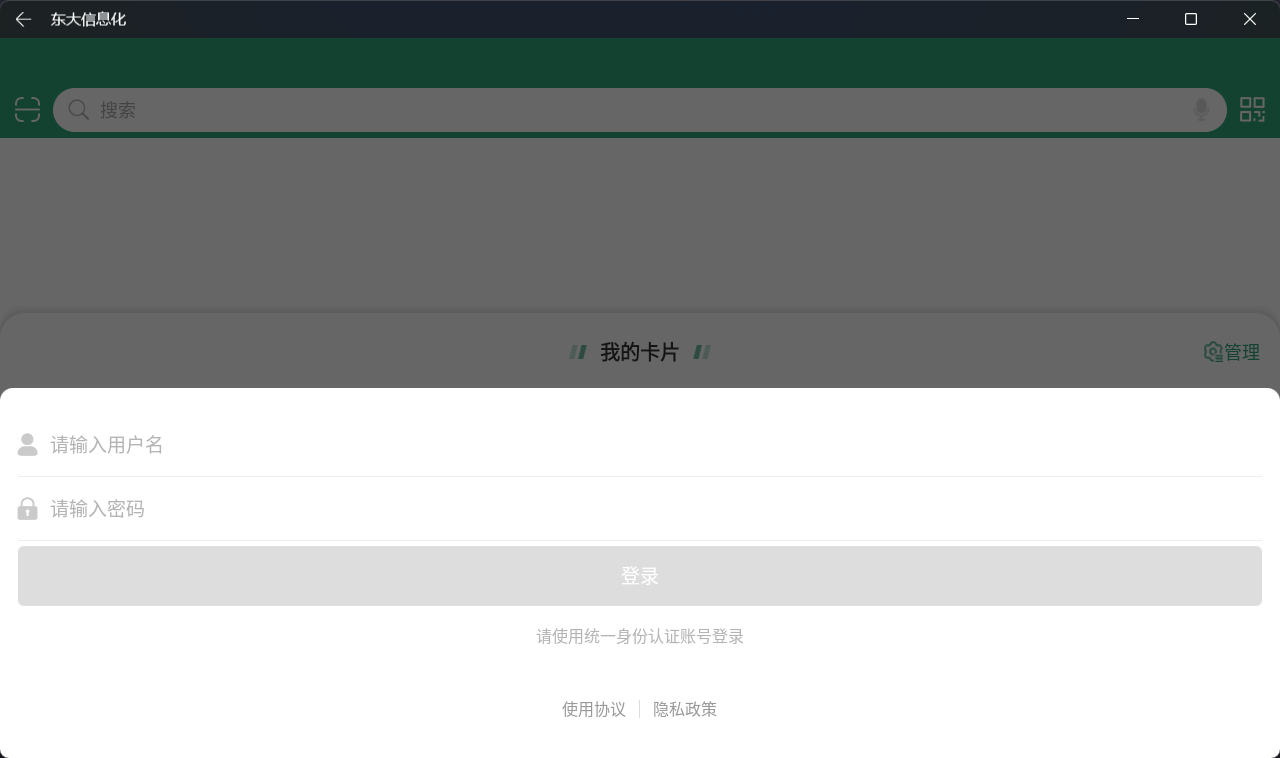 东大信息化
搜索
我的卡片
管理
请输入用户名
请输入密码
登录
请使用统一身份认证账号登录
使用协议
隐私政策